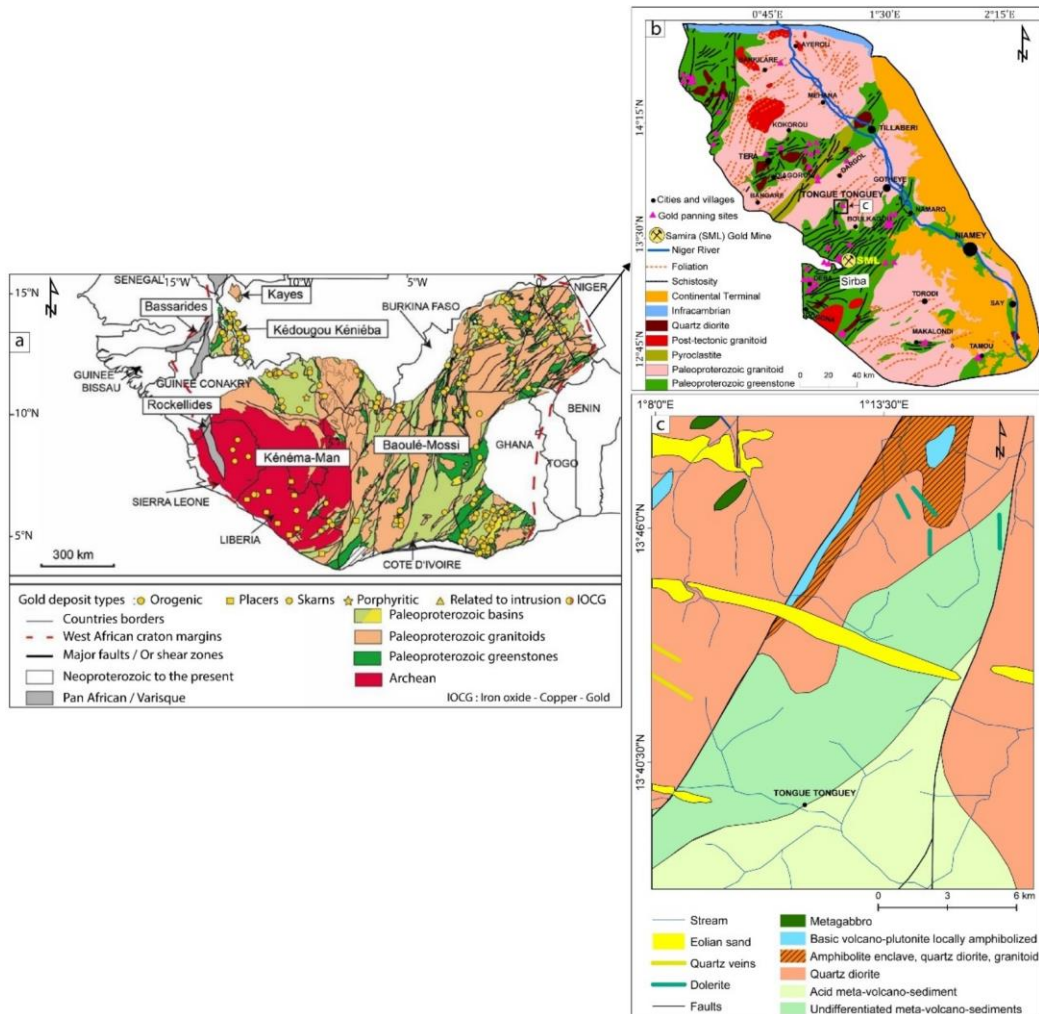 a
SENEGAL
15°W
10°W
5°W
0°
NIGER
15°N
10°N
5°N
Bassarides
Kayes
Kédougou Kéniéba
BURKINA FASO
GUINEE
BISSAU
GUINEE CONAKRY
Rockellides
Kénéma-Man
Baoulé-Mossi
GHANA
BENIN
TOGO
SIERRA LEONE
LIBERIA
COTE D'IVOIRE
300 km
Gold deposit types :
Orogenic
Placers
Skarns
Porphyritic
Related to intrusion
IOCG
Countries borders
West African craton margins
Major faults / Or shear zones
Neoproterozoic to the present
Pan African / Varisque
Paleoproterozoic basins
Paleoproterozoic granitoids
Paleoproterozoic greenstones
Archean
IOCG : Iron oxide - Copper - Gold
b
0°45'E
1°30'E
2°15'E
14°15'N
13°30'N
12°45'N
AYEROU
MEHANA
KOKOROU
TILLABERI
TERA
DARGOL
BANGARE
GOTHEYE
TONGUE TONGUEY
c
NAMARO
NIAMEY
SML
Sirba
TORODI
SAY
MAKALONDI
TAMOU
Cities and villages
Gold panning sites
Samira (SML) Gold Mine
Niger River
Foliation
Schistosity
Continental Terminal
Infracambrian
Quartz diorite
Post-tectonic granitoid
Pyroclastite
Paleoproterozoic granitoid
Paleoproterozoic greenstone
0 20 40 km
c
1°8'0"E
1°13'30"E
13°46'0"N
13°40'30"N
TONGUE TONGUEY
0 3 6 km
Stream
Eolian sand
Quartz veins
Dolerite
Faults
Metagabbro
Basic volcano-plutonite locally amphibolized
Amphibolite enclave, quartz diorite, granitoid
Quartz diorite
Acid meta-volcano-sediment
Undifferentiated meta-volcano-sediments